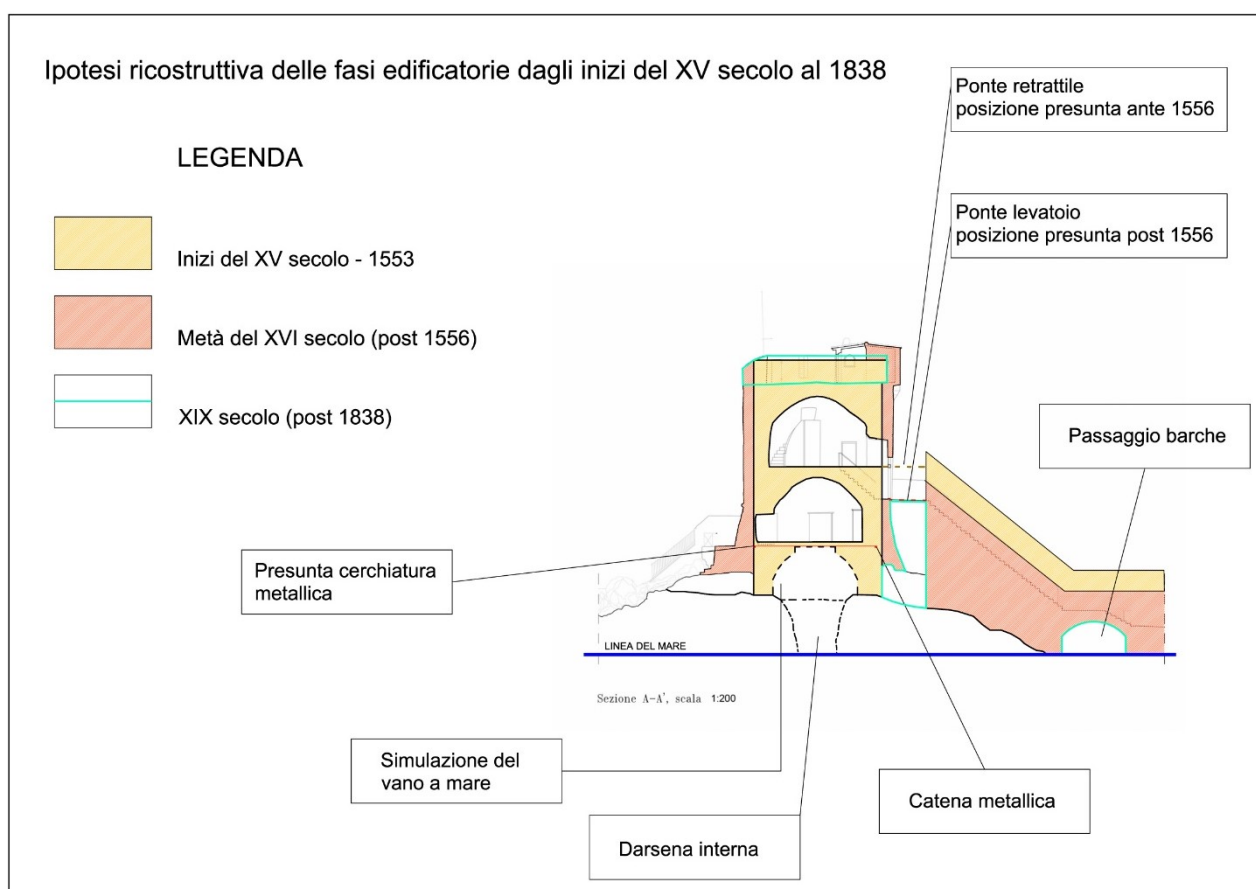 Ipotesi ricostruttiva delle fasi edificatorie dagli inizi del XV secolo al 1838
LEGENDA
Inizi del XV secolo - 1553
Metà del XVI secolo (post 1556)
XIX secolo (post 1838)
Ponte retrattile
posizione presunta ante 1556
Ponte levatoio
posizione presunta post 1556
Passaggio barche
Presunta cerchiatura
metallica
LINEA DEL MARE
Sezione A-A', scala 1:200
Simulazione del
vano a mare
Catena metallica
Darsena interna